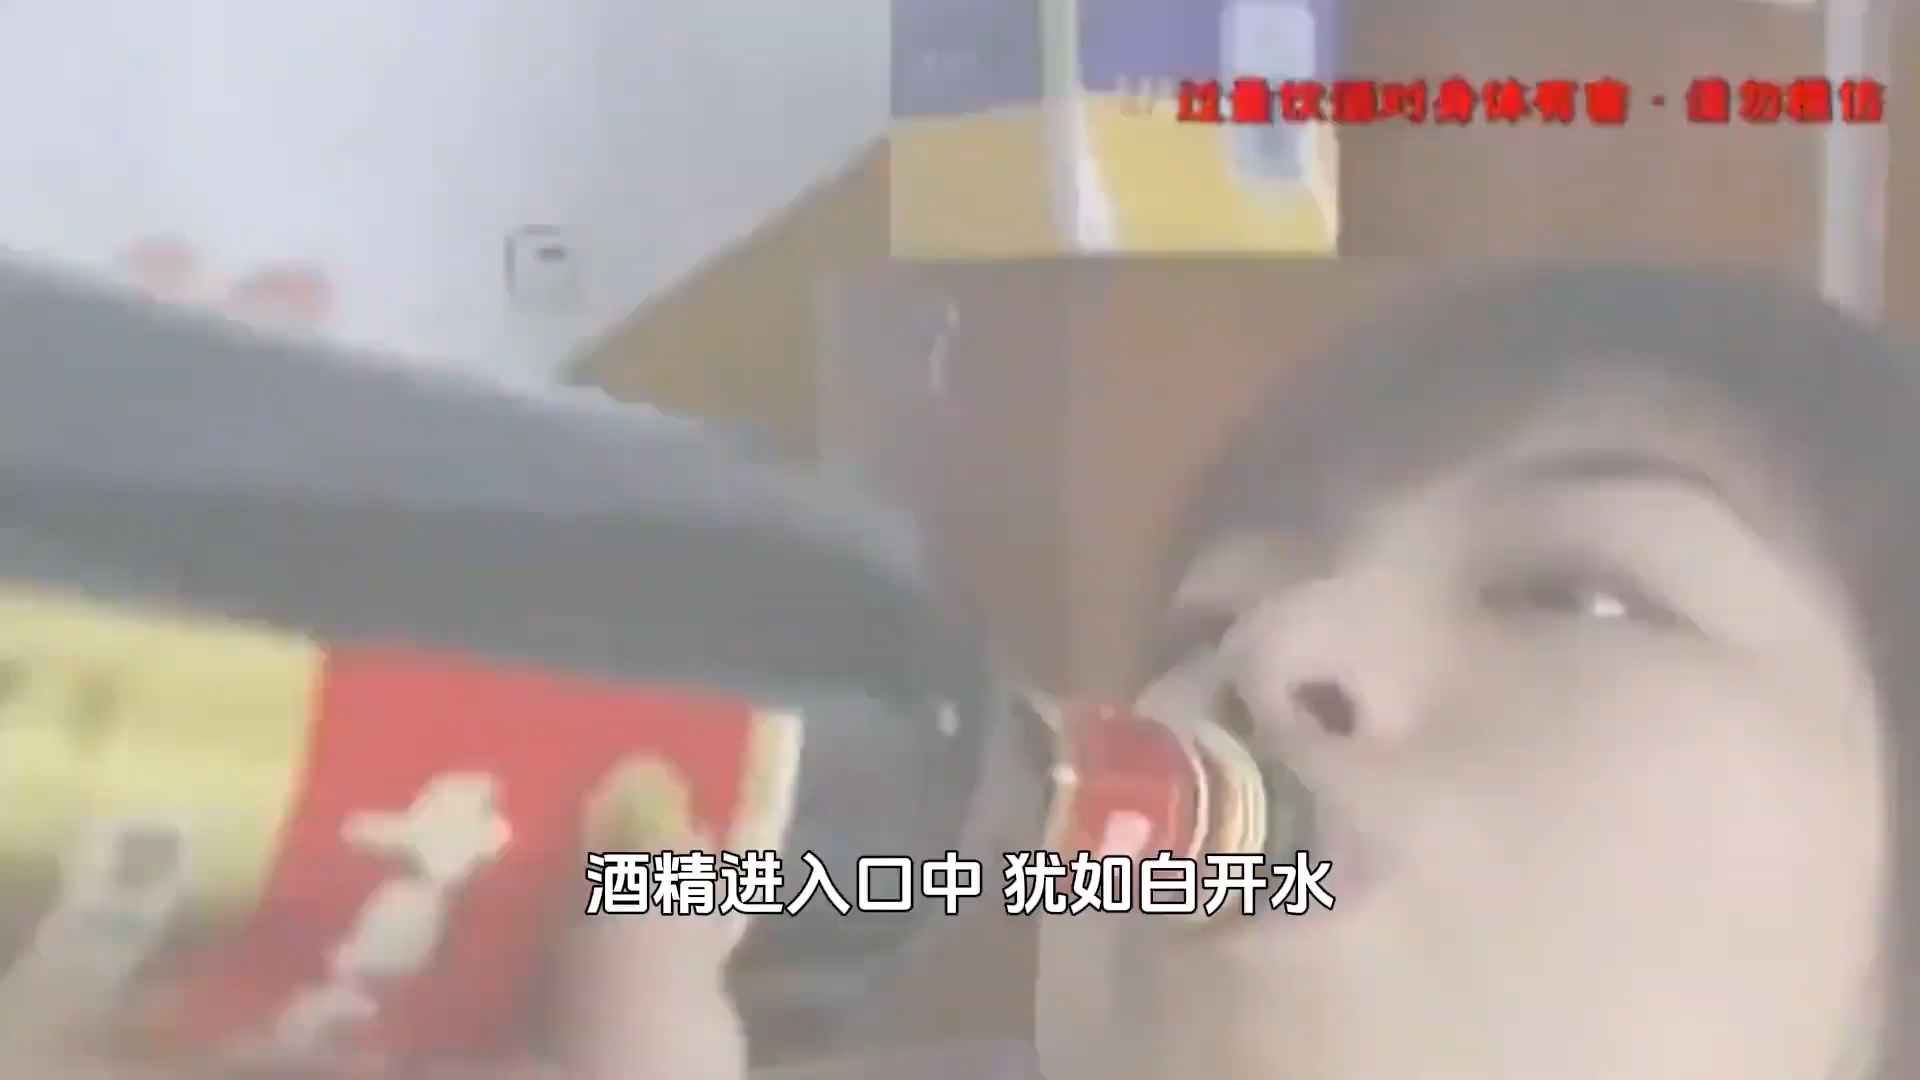 过量饮酒对身体有害·请勿模仿
酒精进入口中 犹如白开水